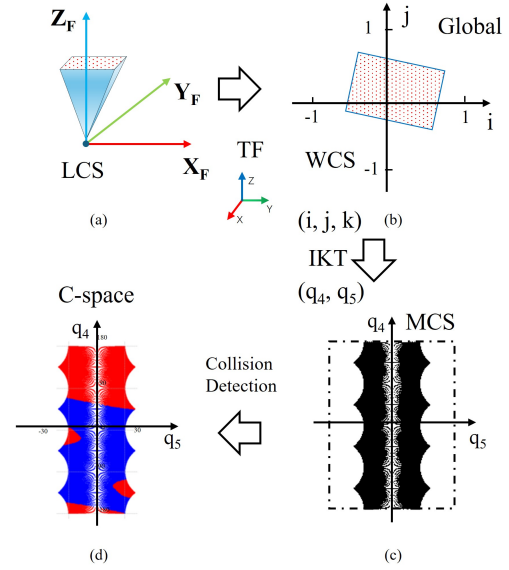 Z_F
Y_F
X_F
LCS
(a)
TF
Z
Y
X
j
Global
1
-1
1
i
WCS
-1
(b)
(i, j, k)
IKT
(q₄, q₅)
C-space
q₄
180
90
-30
30
q₅
(d)
Collision
Detection
q₄
MCS
q₅
(c)